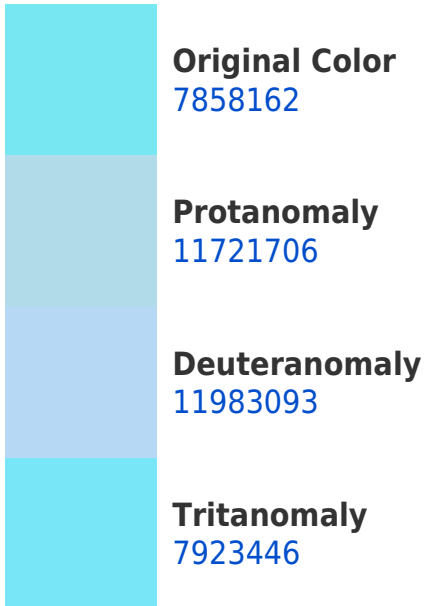 Original Color
7858162
Protanomaly
11721706
Deuteranomaly
11983093
Tritanomaly
7923446